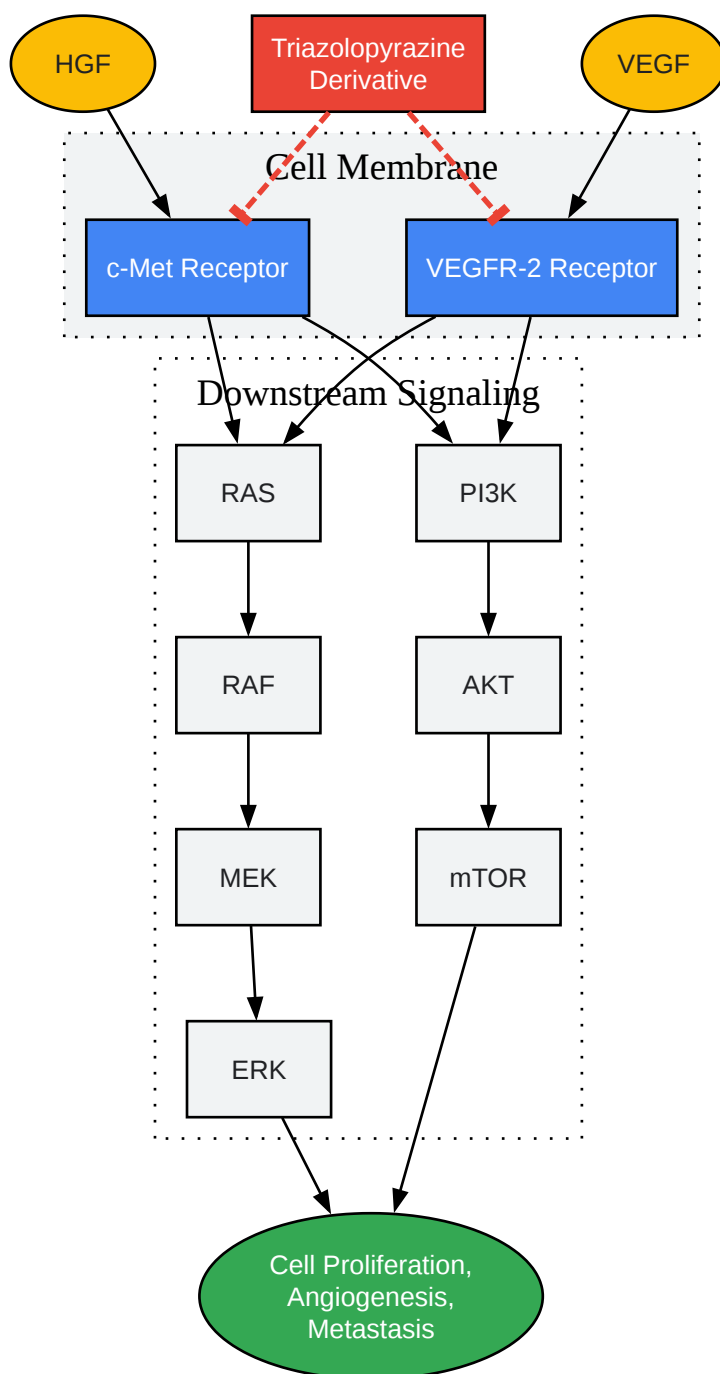 HGF
Triazolopyrazine
Derivative
VEGF
Cell Membrane
c-Met Receptor
VEGFR-2 Receptor
Downstream Signaling
RAS
PI3K
RAF
AKT
MEK
mTOR
ERK
Cell Proliferation,
Angiogenesis,
Metastasis